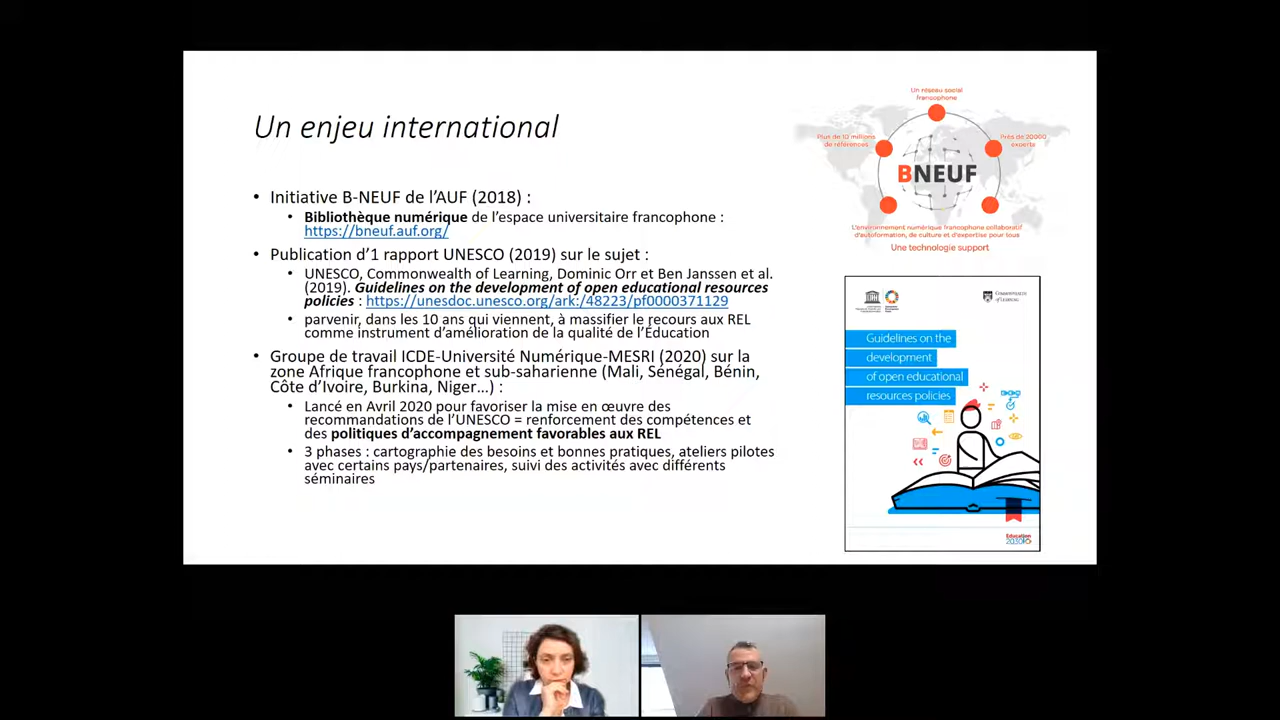 Un enjeu international
• Initiative B-NEUF de l'AUF (2018) :
• Bibliothèque numérique de l'espace universitaire francophone :
https://bneuf.auf.org/
• Publication d'1 rapport UNESCO (2019) sur le sujet :
• UNESCO, Commonwealth of Learning, Dominic Orr et Ben Janssen et al.
(2019). Guidelines on the development of open educational resources
policies : https://unesdoc.unesco.org/ark:/48223/pf0000371129
• parvenir, dans les 10 ans qui viennent, à massifier le recours aux REL
comme instrument d'amélioration de la qualité de l'Éducation
• Groupe de travail ICDE-Université Numérique-MESRI (2020) sur la
zone Afrique francophone et sub-saharienne (Mali, Sénégal, Bénin,
Côte d'Ivoire, Burkina, Niger...) :
• Lancé en Avril 2020 pour favoriser la mise en œuvre des
recommandations de l'UNESCO = renforcement des compétences et
des politiques d'accompagnement favorables aux REL
• 3 phases : cartographie des besoins et bonnes pratiques, ateliers pilotes
avec certains pays/partenaires, suivi des activités avec différents
séminaires
Un réseau social
francophone
Plus de 10 millions
de références
Près de 20000
experts
BNEUF
L'environnement numérique francophone collaboratif
d'autoformation, de culture et d'expertise pour tous
Une technologie support
COMMONWEALTH
of LEARNING
Guidelines on the
development
of open educational
resources policies
Education
2030